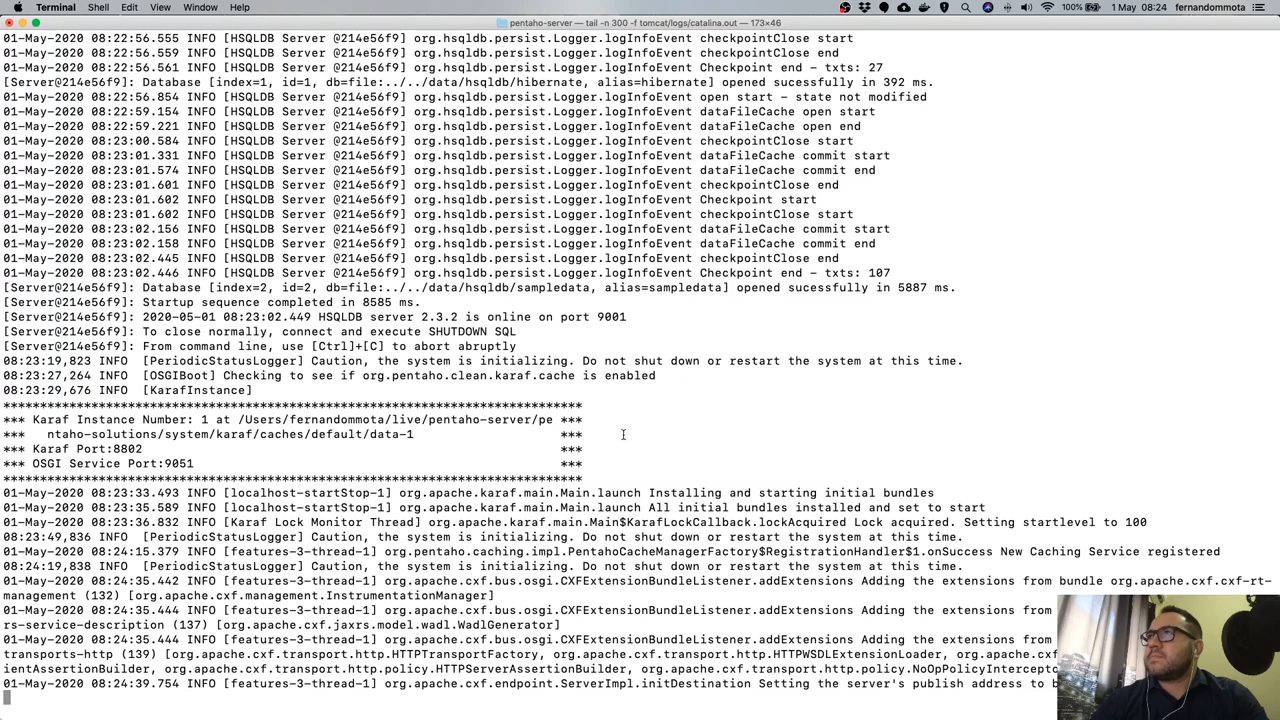 Terminal Shell Edit View Window Help 100% 1 May 08:24 fernandommota
pentaho-server — tail -n 300 -f tomcat/logs/catalina.out — 173×46
01-May-2020 08:22:56.555 INFO [HSQLDB Server @214e56f9] org.hsqldb.persist.Logger.logInfoEvent checkpointClose start
01-May-2020 08:22:56.559 INFO [HSQLDB Server @214e56f9] org.hsqldb.persist.Logger.logInfoEvent checkpointClose end
01-May-2020 08:22:56.561 INFO [HSQLDB Server @214e56f9] org.hsqldb.persist.Logger.logInfoEvent Checkpoint end - txts: 27
[Server@214e56f9]: Database [index=1, id=1, db=file:../../data/hsqldb/hibernate, alias=hibernate] opened sucessfully in 392 ms.
01-May-2020 08:22:56.854 INFO [HSQLDB Server @214e56f9] org.hsqldb.persist.Logger.logInfoEvent open start - state not modified
01-May-2020 08:22:59.154 INFO [HSQLDB Server @214e56f9] org.hsqldb.persist.Logger.logInfoEvent dataFileCache open start
01-May-2020 08:22:59.221 INFO [HSQLDB Server @214e56f9] org.hsqldb.persist.Logger.logInfoEvent dataFileCache open end
01-May-2020 08:23:00.584 INFO [HSQLDB Server @214e56f9] org.hsqldb.persist.Logger.logInfoEvent checkpointClose start
01-May-2020 08:23:01.331 INFO [HSQLDB Server @214e56f9] org.hsqldb.persist.Logger.logInfoEvent dataFileCache commit start
01-May-2020 08:23:01.574 INFO [HSQLDB Server @214e56f9] org.hsqldb.persist.Logger.logInfoEvent dataFileCache commit end
01-May-2020 08:23:01.601 INFO [HSQLDB Server @214e56f9] org.hsqldb.persist.Logger.logInfoEvent checkpointClose end
01-May-2020 08:23:01.602 INFO [HSQLDB Server @214e56f9] org.hsqldb.persist.Logger.logInfoEvent Checkpoint start
01-May-2020 08:23:01.602 INFO [HSQLDB Server @214e56f9] org.hsqldb.persist.Logger.logInfoEvent checkpointClose start
01-May-2020 08:23:02.156 INFO [HSQLDB Server @214e56f9] org.hsqldb.persist.Logger.logInfoEvent dataFileCache commit start
01-May-2020 08:23:02.158 INFO [HSQLDB Server @214e56f9] org.hsqldb.persist.Logger.logInfoEvent dataFileCache commit end
01-May-2020 08:23:02.445 INFO [HSQLDB Server @214e56f9] org.hsqldb.persist.Logger.logInfoEvent checkpointClose end
01-May-2020 08:23:02.446 INFO [HSQLDB Server @214e56f9] org.hsqldb.persist.Logger.logInfoEvent Checkpoint end - txts: 107
[Server@214e56f9]: Database [index=2, id=2, db=file:../../data/hsqldb/sampledata, alias=sampledata] opened sucessfully in 5887 ms.
[Server@214e56f9]: Startup sequence completed in 8585 ms.
[Server@214e56f9]: 2020-05-01 08:23:02.449 HSQLDB server 2.3.2 is online on port 9001
[Server@214e56f9]: To close normally, connect and execute SHUTDOWN SQL
[Server@214e56f9]: From command line, use [Ctrl]+[C] to abort abruptly
08:23:19,823 INFO  [PeriodicStatusLogger] Caution, the system is initializing. Do not shut down or restart the system at this time.
08:23:27,264 INFO  [OSGIBoot] Checking to see if org.pentaho.clean.karaf.cache is enabled
08:23:29,676 INFO  [KarafInstance]
*******************************************************************************
*** Karaf Instance Number: 1 at /Users/fernandommota/live/pentaho-server/pe ***
***   ntaho-solutions/system/karaf/caches/default/data-1                    ***
*** Karaf Port:8802                                                         ***
*** OSGI Service Port:9051                                                  ***
*******************************************************************************
01-May-2020 08:23:33.493 INFO [localhost-startStop-1] org.apache.karaf.main.Main.launch Installing and starting initial bundles
01-May-2020 08:23:35.589 INFO [localhost-startStop-1] org.apache.karaf.main.Main.launch All initial bundles installed and set to start
01-May-2020 08:23:36.832 INFO [Karaf Lock Monitor Thread] org.apache.karaf.main.Main$KarafLockCallback.lockAcquired Lock acquired. Setting startlevel to 100
08:23:49,836 INFO  [PeriodicStatusLogger] Caution, the system is initializing. Do not shut down or restart the system at this time.
01-May-2020 08:24:15.379 INFO [features-3-thread-1] org.pentaho.caching.impl.PentahoCacheManagerFactory$RegistrationHandler$1.onSuccess New Caching Service registered
08:24:19,838 INFO  [PeriodicStatusLogger] Caution, the system is initializing. Do not shut down or restart the system at this time.
01-May-2020 08:24:35.442 INFO [features-3-thread-1] org.apache.cxf.bus.osgi.CXFExtensionBundleListener.addExtensions Adding the extensions from bundle org.apache.cxf.cxf-rt-
management (132) [org.apache.cxf.management.InstrumentationManager]
01-May-2020 08:24:35.444 INFO [features-3-thread-1] org.apache.cxf.bus.osgi.CXFExtensionBundleListener.addExtensions Adding the extensions from
rs-service-description (137) [org.apache.cxf.jaxrs.model.wadl.WadlGenerator]
01-May-2020 08:24:35.444 INFO [features-3-thread-1] org.apache.cxf.bus.osgi.CXFExtensionBundleListener.addExtensions Adding the extensions from
transports-http (139) [org.apache.cxf.transport.http.HTTPTransportFactory, org.apache.cxf.transport.http.HTTPWSDLExtensionLoader, org.apache.cx
ientAssertionBuilder, org.apache.cxf.transport.http.policy.HTTPServerAssertionBuilder, org.apache.cxf.transport.http.policy.NoOpPolicyIntercept
01-May-2020 08:24:39.754 INFO [features-3-thread-1] org.apache.cxf.endpoint.ServerImpl.initDestination Setting the server's publish address to b